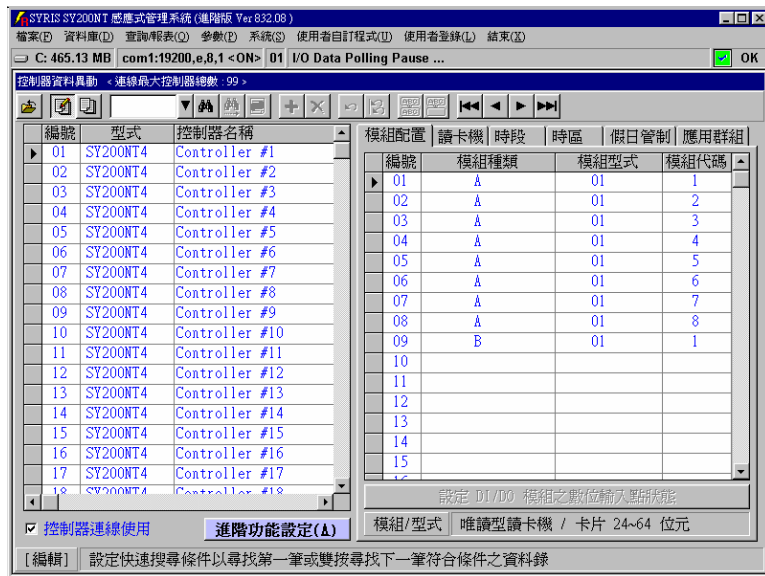 SYRIS SY200NT 感應式管理系統 (進階版 Ver 832.08 )
檔案(F) 資料庫(D) 查詢/報表(Q) 參數(P) 系統(S) 使用者自訂程式(U) 使用者登錄(L) 結束(X)
C: 465.13 MB com1:19200,e,8,1 <ON> 01 I/O Data Polling Pause ... OK
控制器資料異動 < 連線最大控制器總數 : 99 >
編號 型式 控制器名稱
01 SY200NT4 Controller #1
02 SY200NT4 Controller #2
03 SY200NT4 Controller #3
04 SY200NT4 Controller #4
05 SY200NT4 Controller #5
06 SY200NT4 Controller #6
07 SY200NT4 Controller #7
08 SY200NT4 Controller #8
09 SY200NT4 Controller #9
10 SY200NT4 Controller #10
11 SY200NT4 Controller #11
12 SY200NT4 Controller #12
13 SY200NT4 Controller #13
14 SY200NT4 Controller #14
15 SY200NT4 Controller #15
16 SY200NT4 Controller #16
17 SY200NT4 Controller #17
18 SY200NT4 Controller #18
控制器連線使用 進階功能設定(A)
模組配置 讀卡機 時段 時區 假日管制 應用群組
編號 模組種類 模組型式 模組代碼
01 A 01 1
02 A 01 2
03 A 01 3
04 A 01 4
05 A 01 5
06 A 01 6
07 A 01 7
08 A 01 8
09 B 01 1
10
11
12
13
14
15
16
設定 DI/DO 模組之數位輸入點狀態
模組/型式 唯讀型讀卡機 / 卡片 24~64 位元
[編輯] 設定快速搜尋條件以尋找第一筆或雙按尋找下一筆符合條件之資料錄